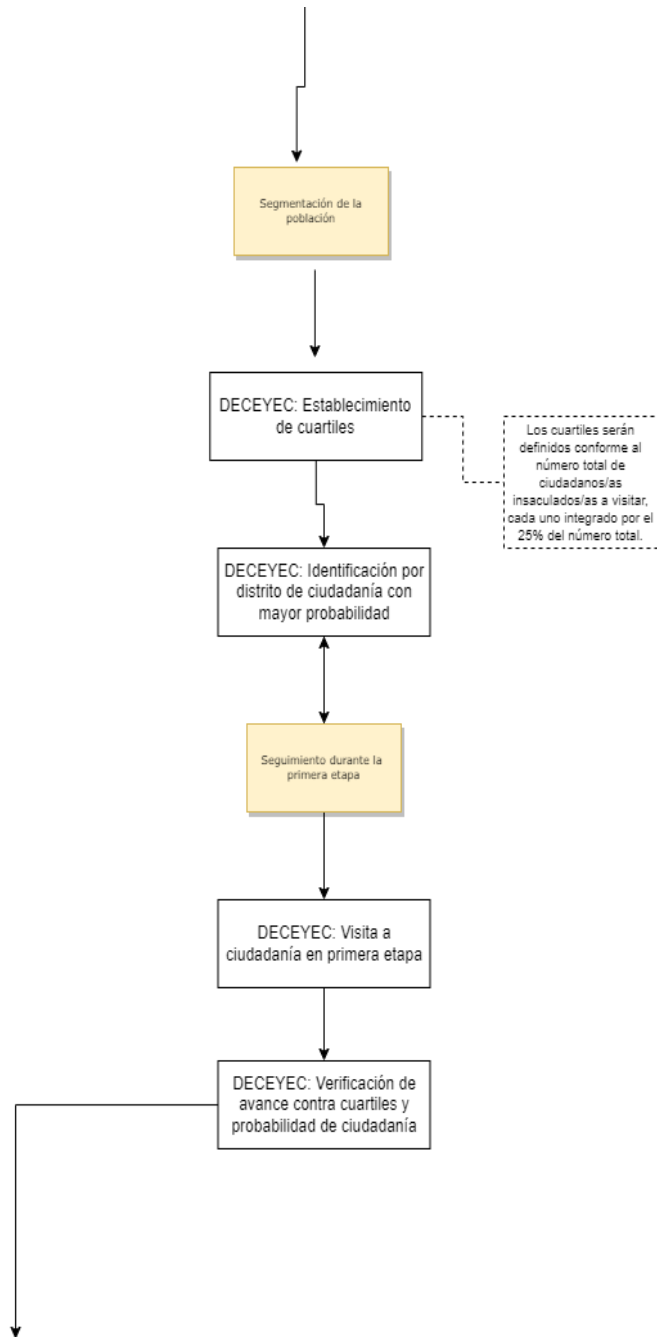 Segmentación de la
población
DECEYEC: Establecimiento
de cuartiles
Los cuartiles serán
definidos conforme al
número total de
ciudadanos/as
insaculados/as a visitar,
cada uno integrado por el
25% del número total.
DECEYEC: Identificación por
distrito de ciudadanía con
mayor probabilidad
Seguimiento durante la
primera etapa
DECEYEC: Visita a
ciudadanía en primera etapa
DECEYEC: Verificación de
avance contra cuartiles y
probabilidad de ciudadanía